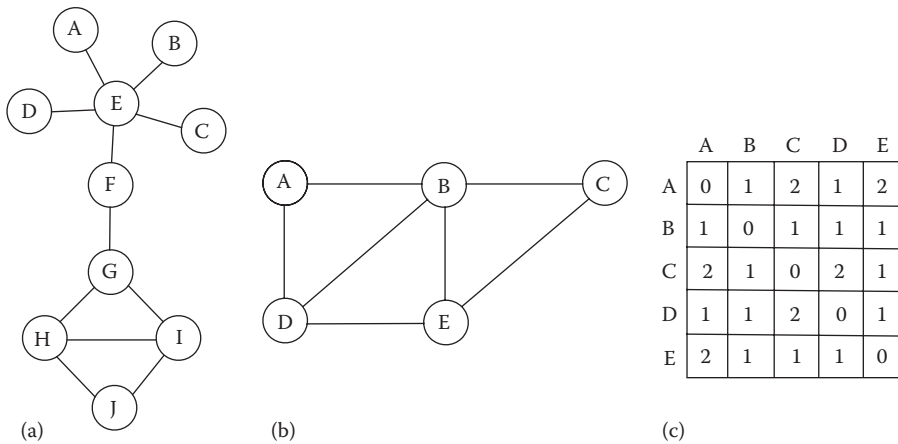 A
B
D
E
C
F
G
H
I
J
(a)
A
B
C
D
E
(b)
A B C D E
A 0 1 2 1 2
B 1 0 1 1 1
C 2 1 0 2 1
D 1 1 2 0 1
E 2 1 1 1 0
(c)